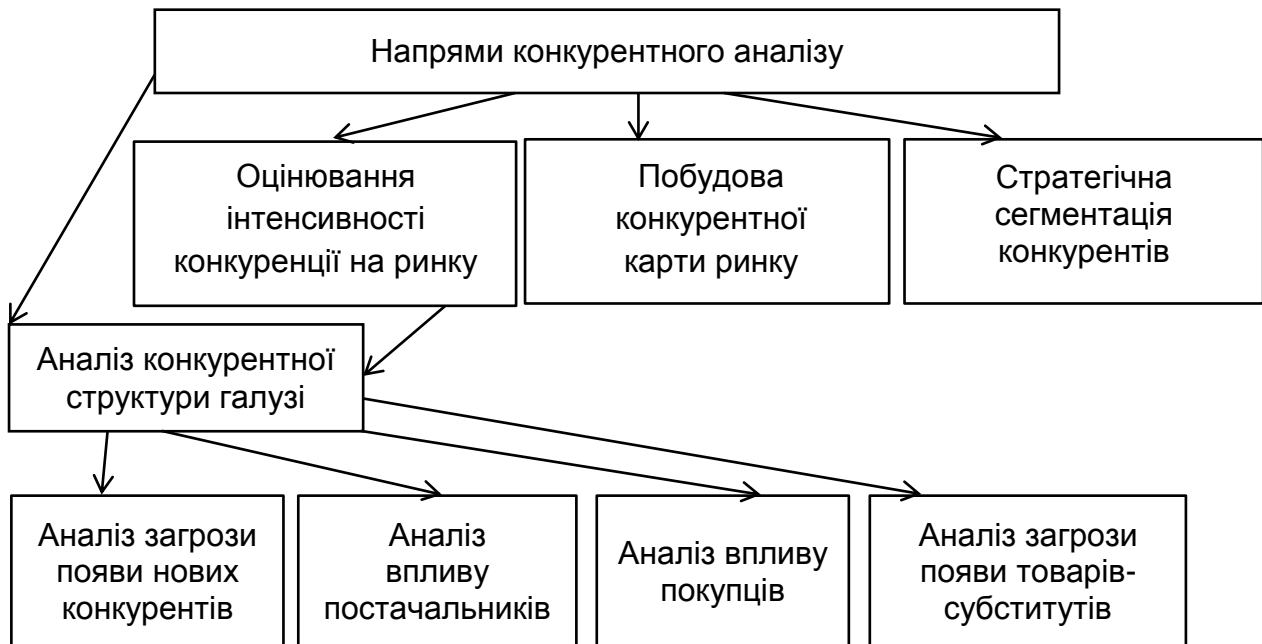 Напрями конкурентного аналізу
Оцінювання
інтенсивності
конкуренції на ринку
Побудова
конкурентної
карти ринку
Стратегічна
сегментація
конкурентів
Аналіз конкурентної
структури галузі
Аналіз загрози
появи нових
конкурентів
Аналіз
впливу
постачальників
Аналіз впливу
покупців
Аналіз загрози
появи товарів-
субститутів